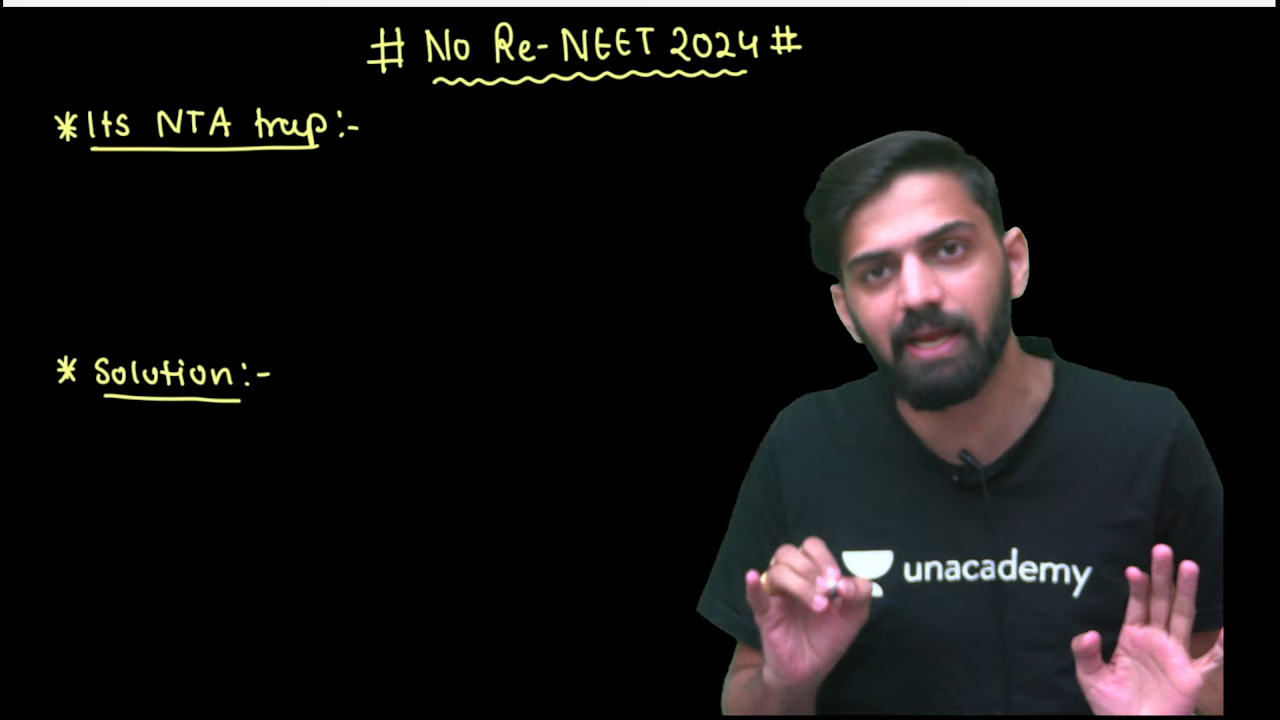 # No Re-NEET 2024 #
* Its NTA trap:-
* Solution:-
unacademy